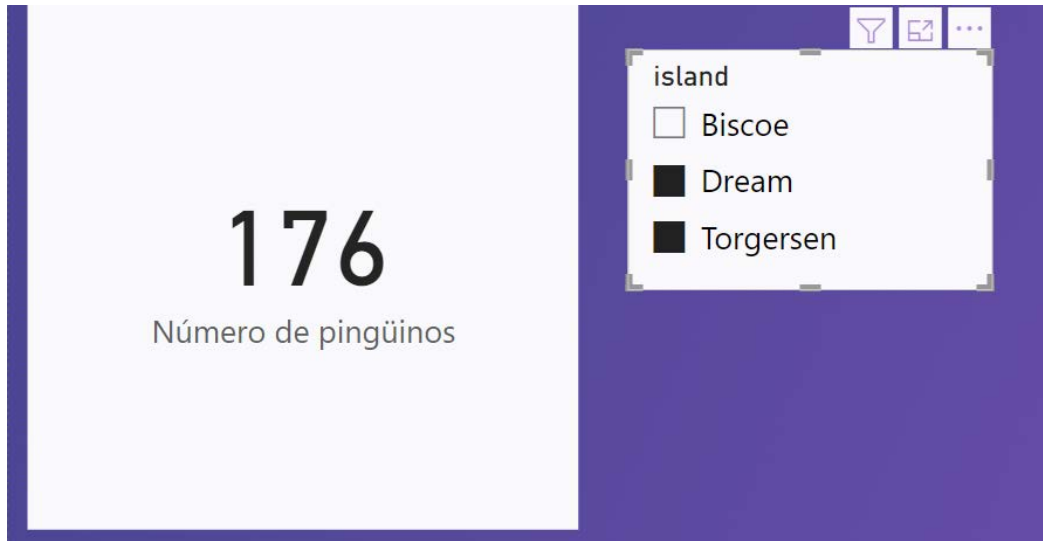 176
Número de pingüinos
island
Biscoe
Dream
Torgersen